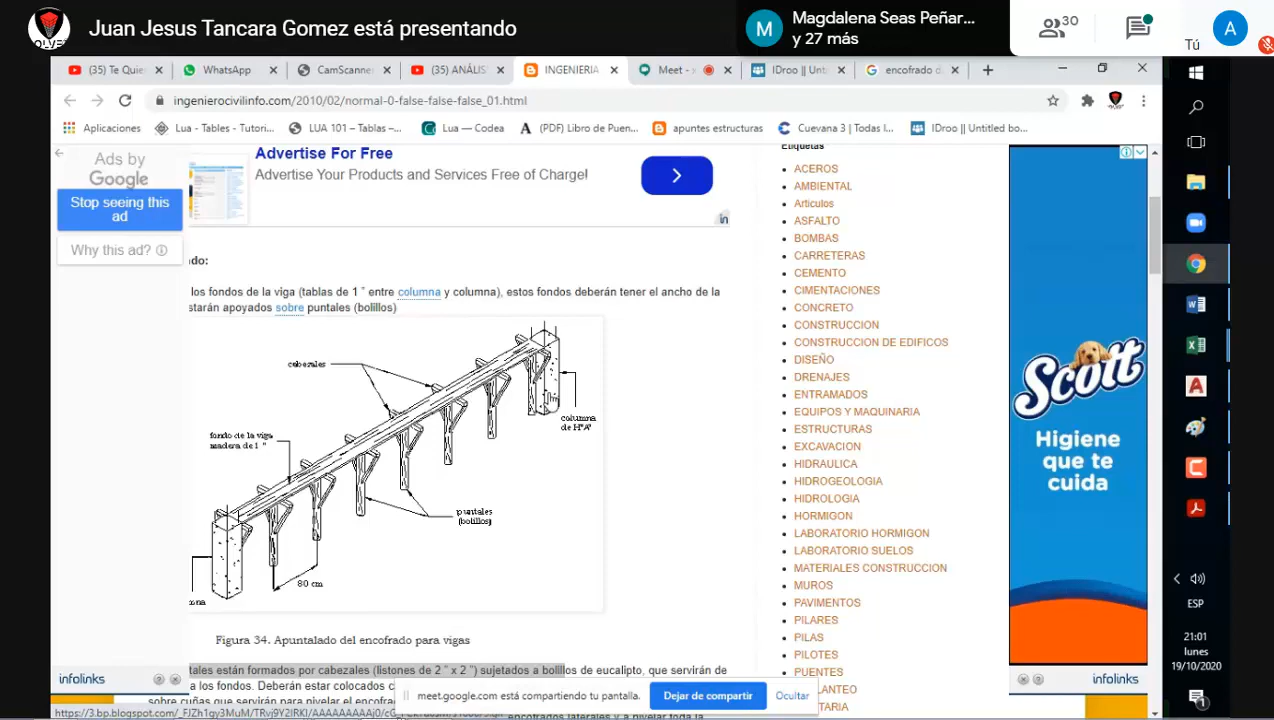 Juan Jesus Tancara Gomez está presentando
M
Magdalena Seas Peñar...
y 27 más
30
Tú
A
(35) Te Quie
WhatsApp
CamScanne
(35) ANÁLIS
INGENIERIA
Meet - s
IDroo || Unt
encofrado d
ingenierocivilinfo.com/2010/02/normal-0-false-false-false_01.html
Aplicaciones
Lua - Tables - Tutori...
LUA 101 – Tablas –...
Lua — Codea
(PDF) Libro de Puen...
apuntes estructuras
Cuevana 3 | Todas l...
IDroo || Untitled bo...
Ads by
Google
Stop seeing this
ad
Why this ad?
Advertise For Free
Advertise Your Products and Services Free of Charge!
ndo:
los fondos de la viga (tablas de 1 " entre columna y columna), estos fondos deberán tener el ancho de la
starán apoyados sobre puntales (bolillos)
cabezales
columna
de HºAº
fondo de la viga
madera de 1 "
puntales
(bolillos)
80 cm
Figura 34. Apuntalado del encofrado para vigas
tales están formados por cabezales (listones de 2 " x 2 ") sujetados a bolillos de eucalipto, que servirán de
a los fondos. Deberán estar colocados
sobre cuñas que servirán para nivelar el
encofrados laterales y a nivelar toda la
Etiquetas
ACEROS
AMBIENTAL
Articulos
ASFALTO
BOMBAS
CARRETERAS
CEMENTO
CIMENTACIONES
CONCRETO
CONSTRUCCION
CONSTRUCCION DE EDIFICOS
DISEÑO
DRENAJES
ENTRAMADOS
EQUIPOS Y MAQUINARIA
ESTRUCTURAS
EXCAVACION
HIDRAULICA
HIDROGEOLOGIA
HIDROLOGIA
HORMIGON
LABORATORIO HORMIGON
LABORATORIO SUELOS
MATERIALES CONSTRUCCION
MUROS
PAVIMENTOS
PILARES
PILAS
PILOTES
PUENTES
LANTEO
TARIA
Scott
Higiene
que te
cuida
infolinks
infolinks
meet.google.com está compartiendo tu pantalla.
Dejar de compartir
Ocultar
ESP
21:01
lunes
19/10/2020
1